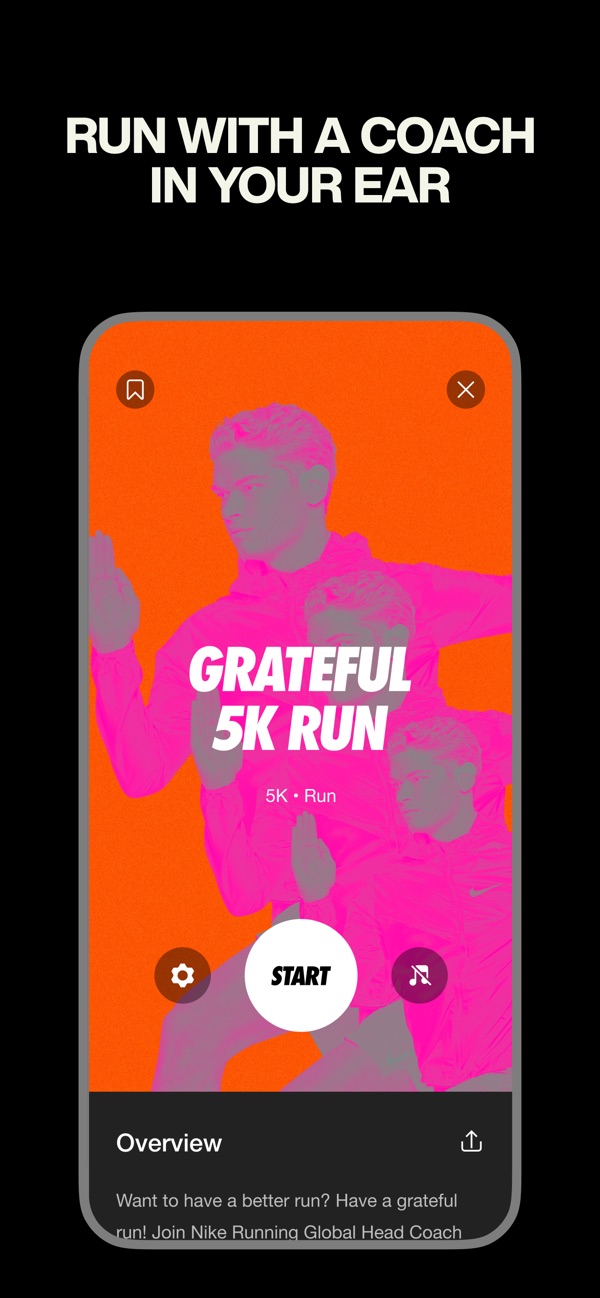 RUN WITH A COACH
IN YOUR EAR
GRATEFUL
5K RUN
5K • Run
START
Overview
Want to have a better run? Have a grateful
run! Join Nike Running Global Head Coach